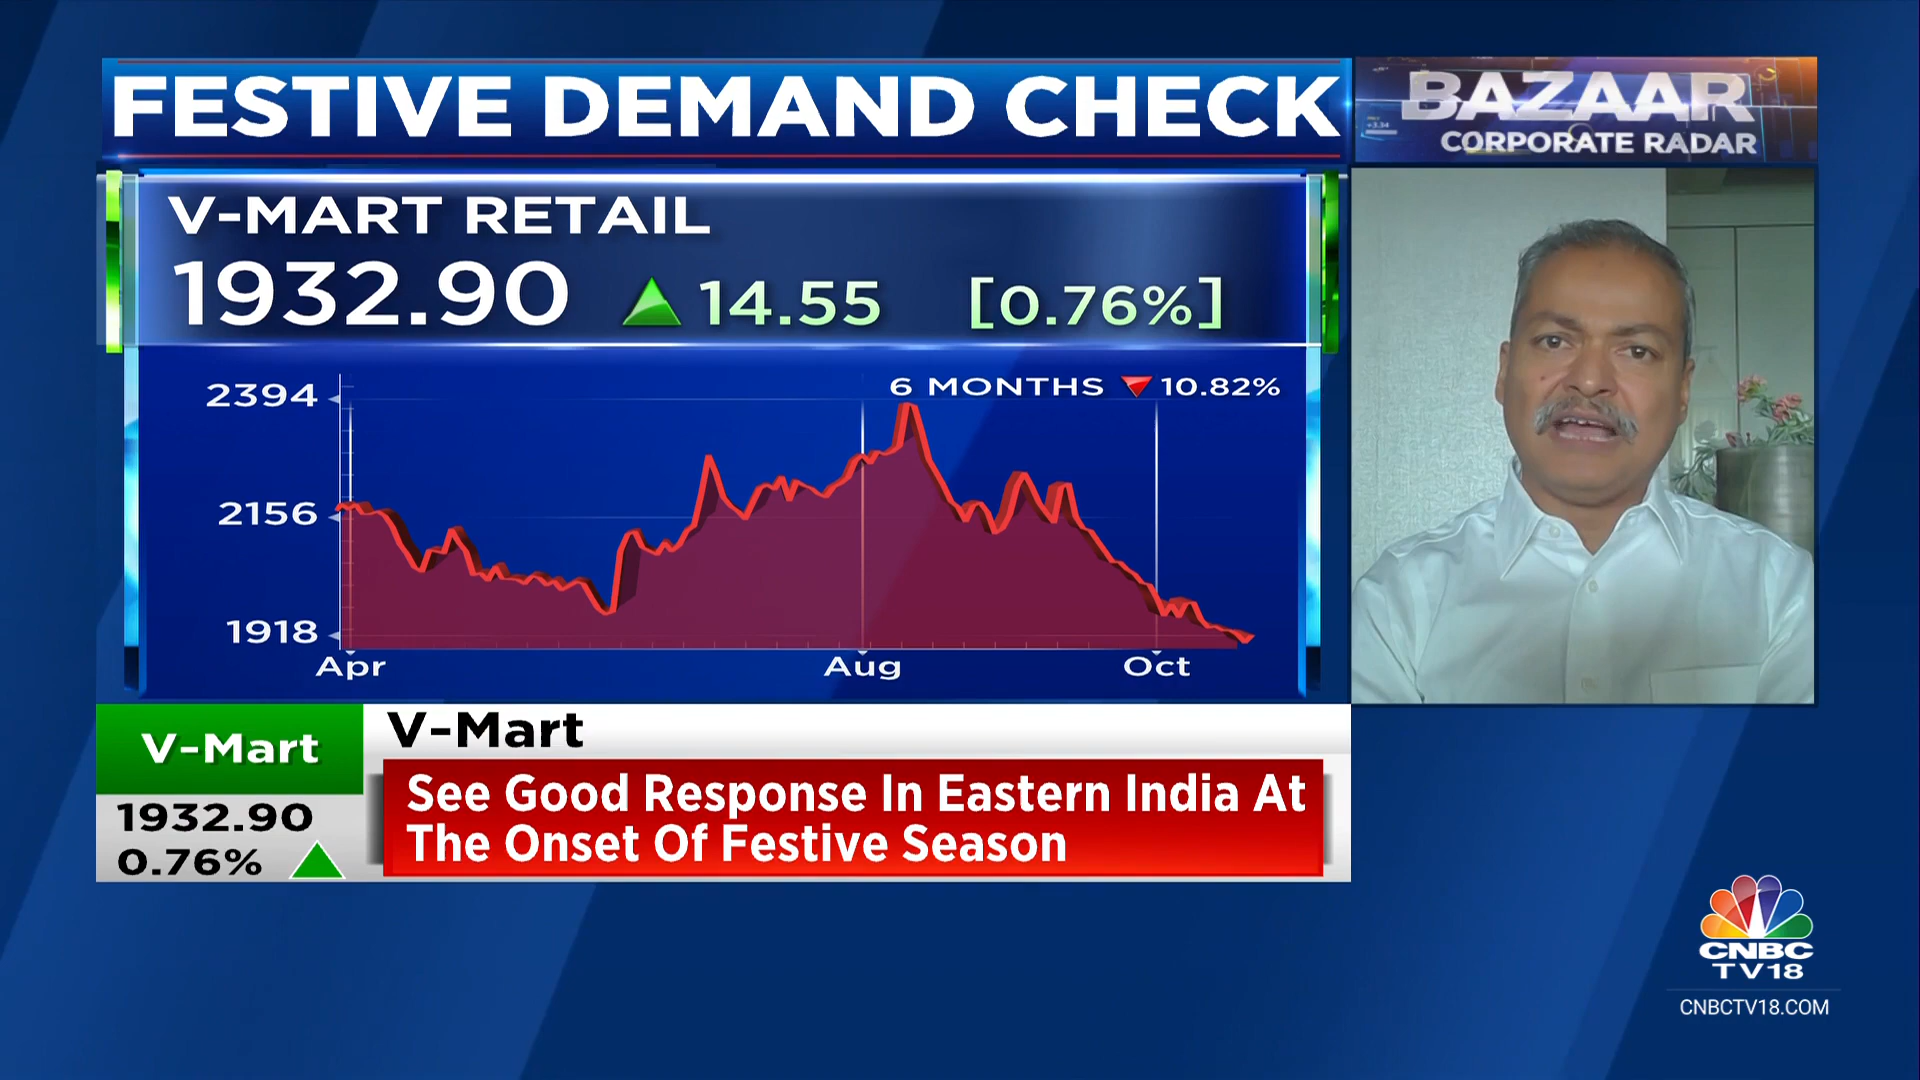 FESTIVE DEMAND CHECK
BAZAAR
CORPORATE RADAR
+3.34
V-MART RETAIL
1932.90 ▲ 14.55 [0.76%]
6 MONTHS ▼ 10.82%
2394
2156
1918
Apr Aug Oct
V-Mart
1932.90
0.76% ▲
V-Mart
See Good Response In Eastern India At
The Onset Of Festive Season
CNBC
TV18
CNBCTV18.COM